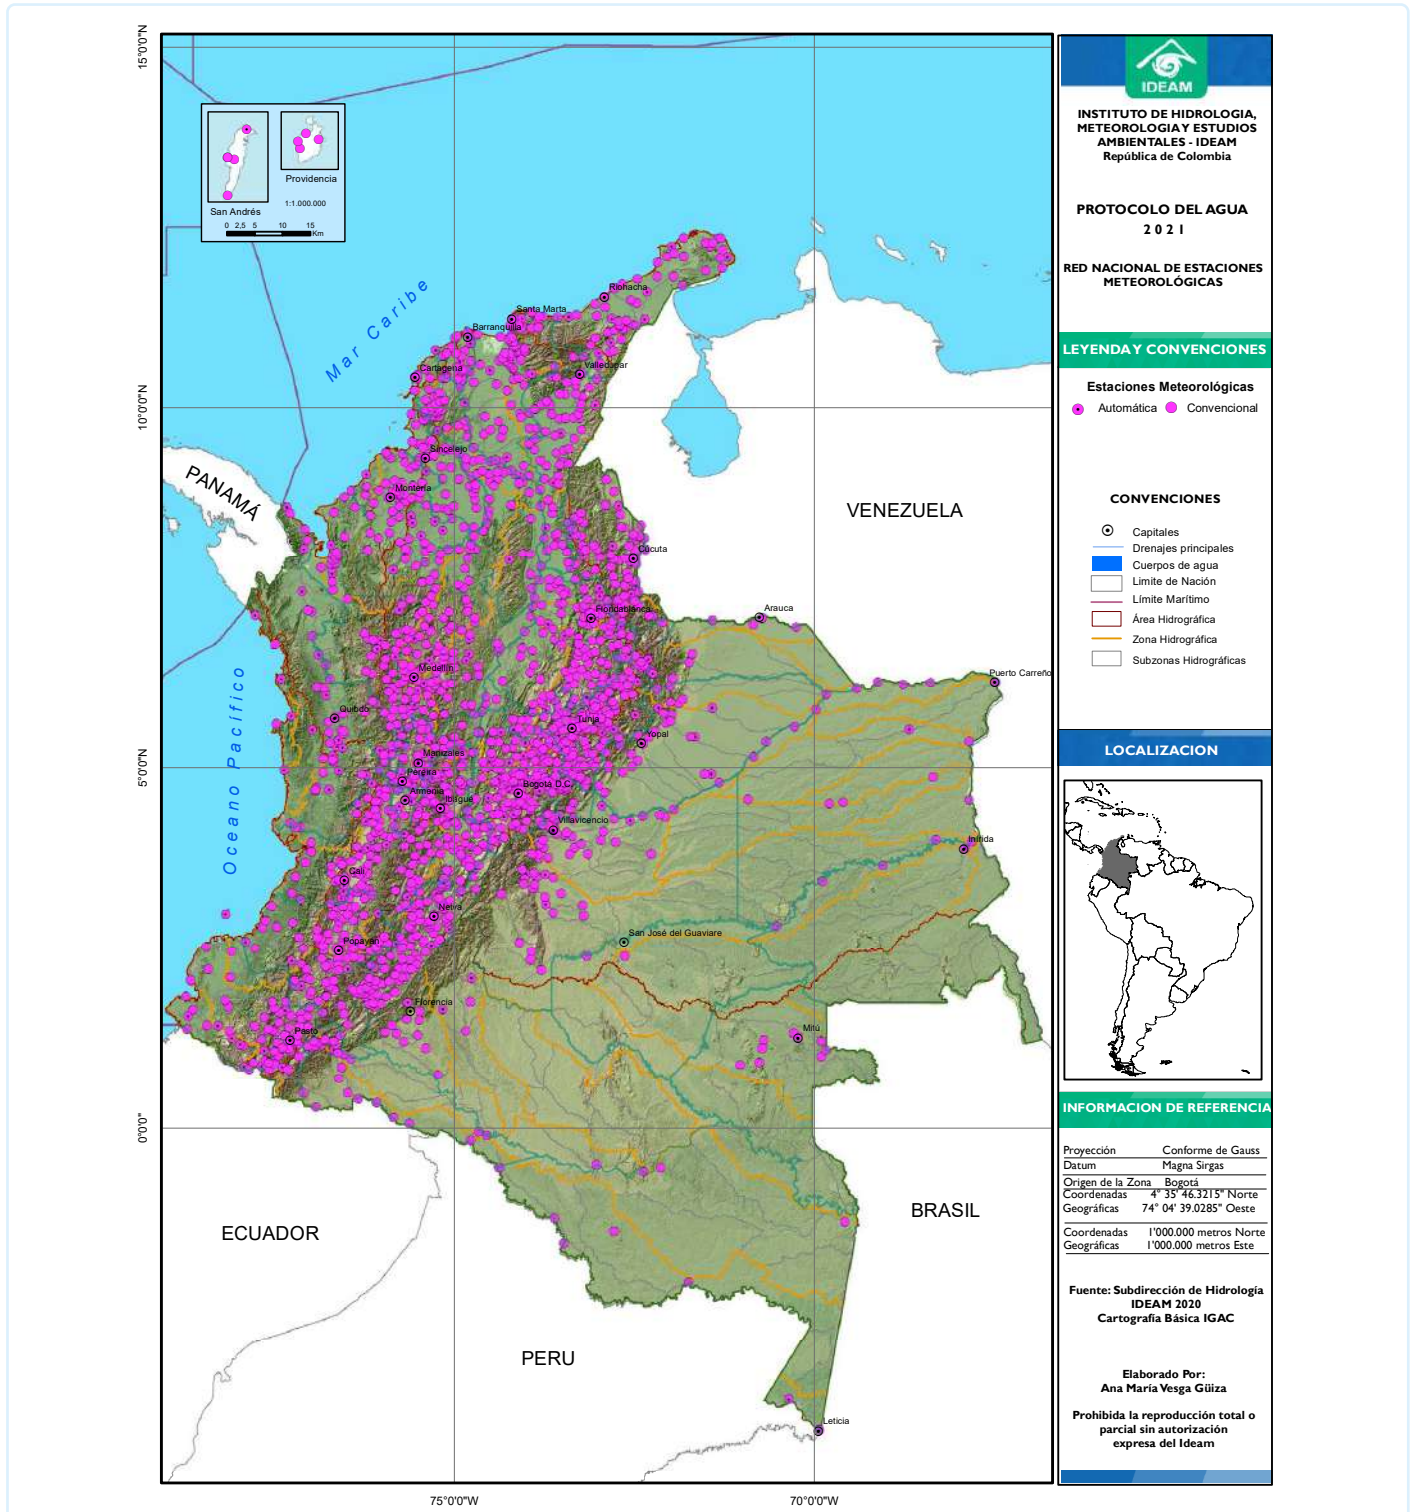 15°0'0"N
10°0'0"N
5°0'0"N
0°0'0"
75°0'0"W
70°0'0"W
San Andrés
Providencia
1:1.000.000
0 2,5 5 10 15
Km
Mar Caribe
Oceano Pacífico
PANAMÁ
VENEZUELA
BRASIL
ECUADOR
PERU
Riohacha
Santa Marta
Barranquilla
Cartagena
Valledupar
Sincelejo
Montería
Cúcuta
Floridablanca
Arauca
Puerto Carreño
Medellín
Quibdó
Tunja
Yopal
Manizales
Pereira
Armenia
Ibagué
Bogotá D.C.
Villavicencio
Inírida
Cali
Neiva
San José del Guaviare
Popayán
Florencia
Pasto
Mitú
Leticia
IDEAM
INSTITUTO DE HIDROLOGIA,
METEOROLOGIA Y ESTUDIOS
AMBIENTALES - IDEAM
República de Colombia
PROTOCOLO DEL AGUA
2 0 2 1
RED NACIONAL DE ESTACIONES
METEOROLÓGICAS
LEYENDA Y CONVENCIONES
Estaciones Meteorológicas
Automática Convencional
CONVENCIONES
Capitales
Drenajes principales
Cuerpos de agua
Limite de Nación
Límite Marítimo
Área Hidrográfica
Zona Hidrográfica
Subzonas Hidrográficas
LOCALIZACION
INFORMACION DE REFERENCIA
Proyección Conforme de Gauss
Datum Magna Sirgas
Origen de la Zona Bogotá
Coordenadas 4° 35' 46.3215" Norte
Geográficas 74° 04' 39.0285" Oeste
Coordenadas 1'000.000 metros Norte
Geográficas 1'000.000 metros Este
Fuente: Subdirección de Hidrología
IDEAM 2020
Cartografía Básica IGAC
Elaborado Por:
Ana María Vesga Güiza
Prohibida la reproducción total o
parcial sin autorización
expresa del Ideam